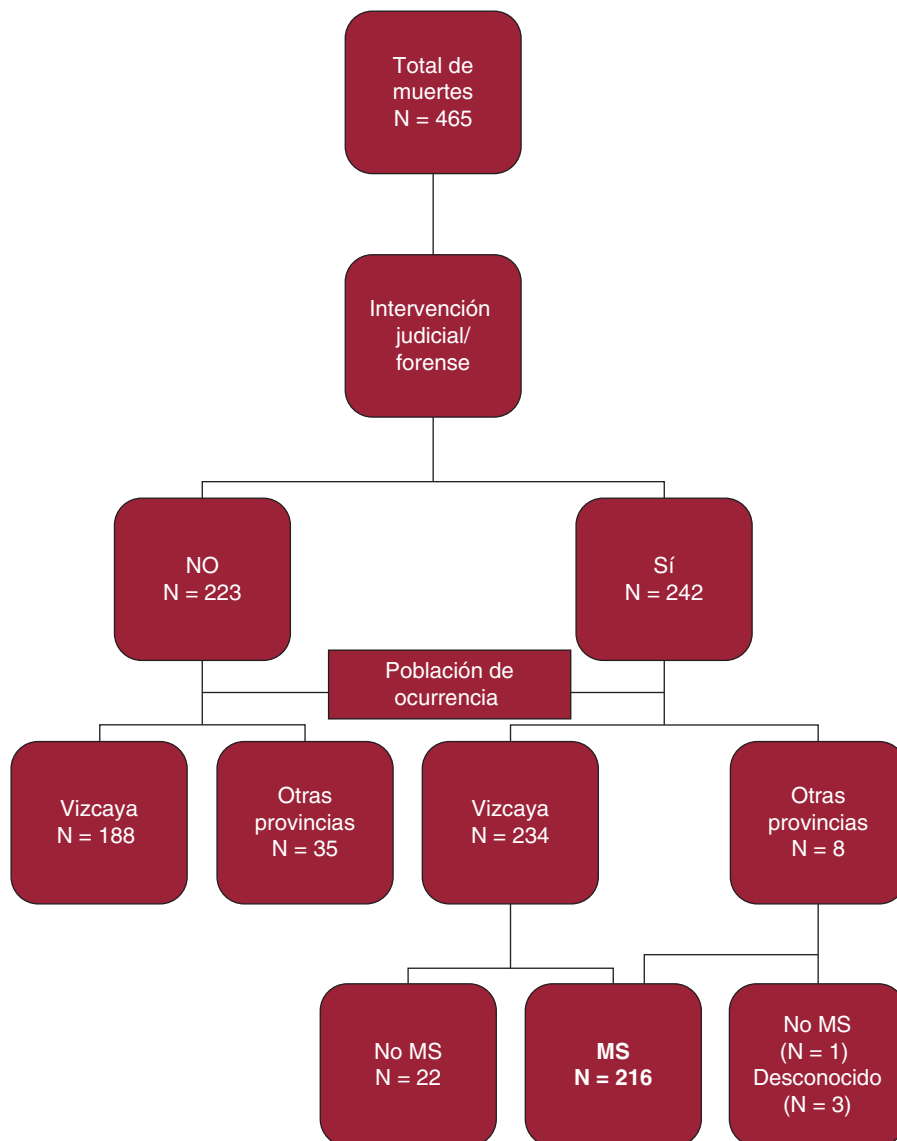 Total de
muertes
N = 465
Intervención
judicial/
forense
NO
N = 223
Sí
N = 242
Población de
ocurrencia
Vizcaya
N = 188
Otras
provincias
N = 35
Vizcaya
N = 234
Otras
provincias
N = 8
No MS
N = 22
MS
N = 216
No MS
(N = 1)
Desconocido
(N = 3)